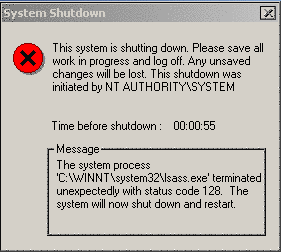 System Shutdown
This system is shutting down. Please save all
work in progress and log off. Any unsaved
changes will be lost. This shutdown was
initiated by NT AUTHORITY\SYSTEM
Time before shutdown : 00:00:55
Message
The system process
'C:\WINNT\system32\lsass.exe' terminated
unexpectedly with status code 128. The
system will now shut down and restart.